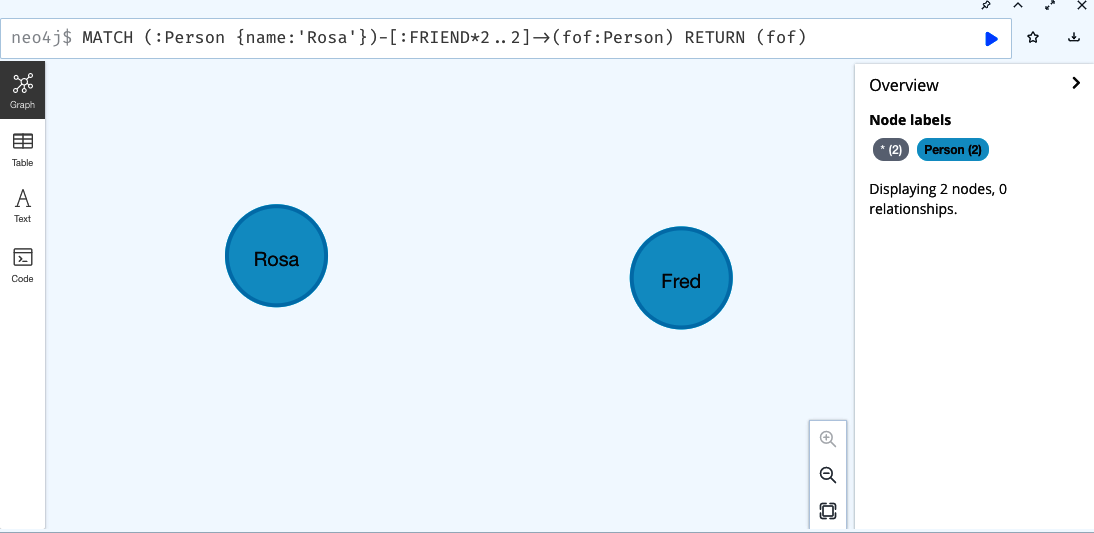 neo4j$ MATCH (:Person {name:'Rosa'})-[:FRIEND*2..2]->(fof:Person) RETURN (fof)
Graph
Table
Text
Code
Rosa
Fred
Overview
Node labels
* (2) Person (2)
Displaying 2 nodes, 0
relationships.